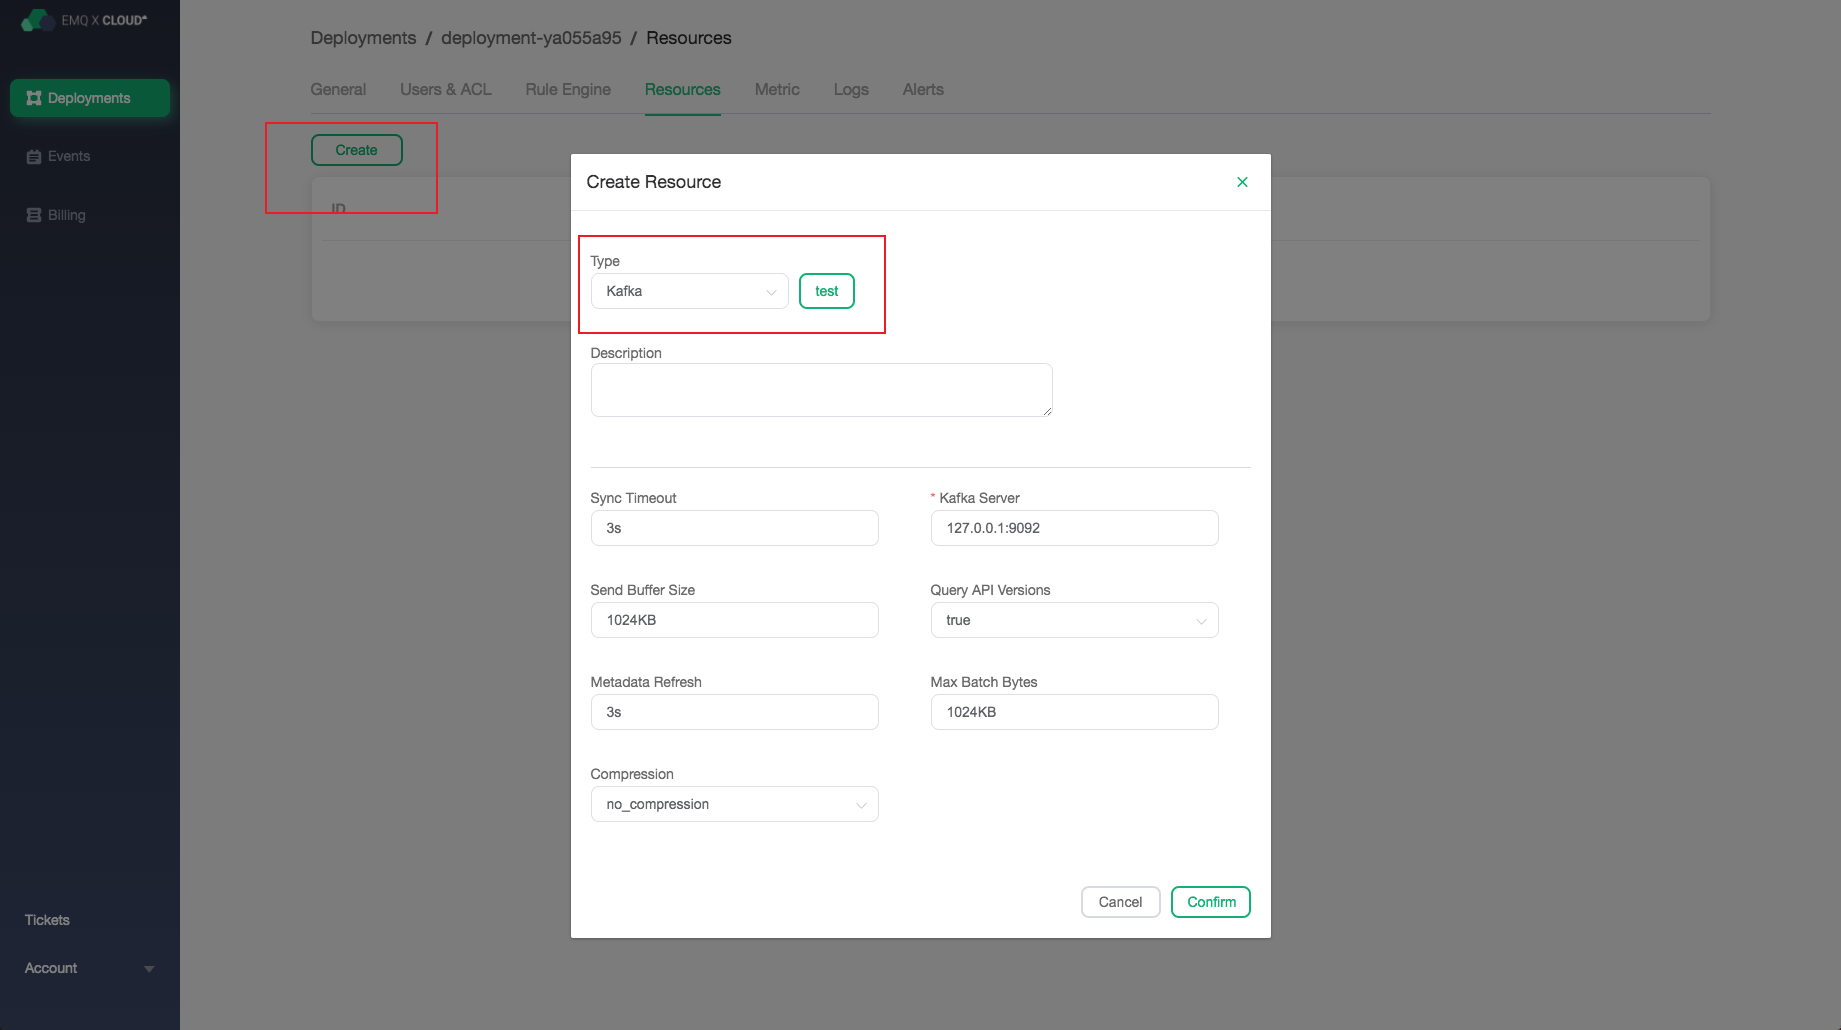 EMQ X CLOUD
Deployments
Events
Billing
Tickets
Account
Deployments / deployment-ya055a95 / Resources
General Users & ACL Rule Engine Resources Metric Logs Alerts
Create
ID
Create Resource
Type
Kafka test
Description
Sync Timeout * Kafka Server
3s 127.0.0.1:9092
Send Buffer Size Query API Versions
1024KB true
Metadata Refresh Max Batch Bytes
3s 1024KB
Compression
no_compression
Cancel Confirm